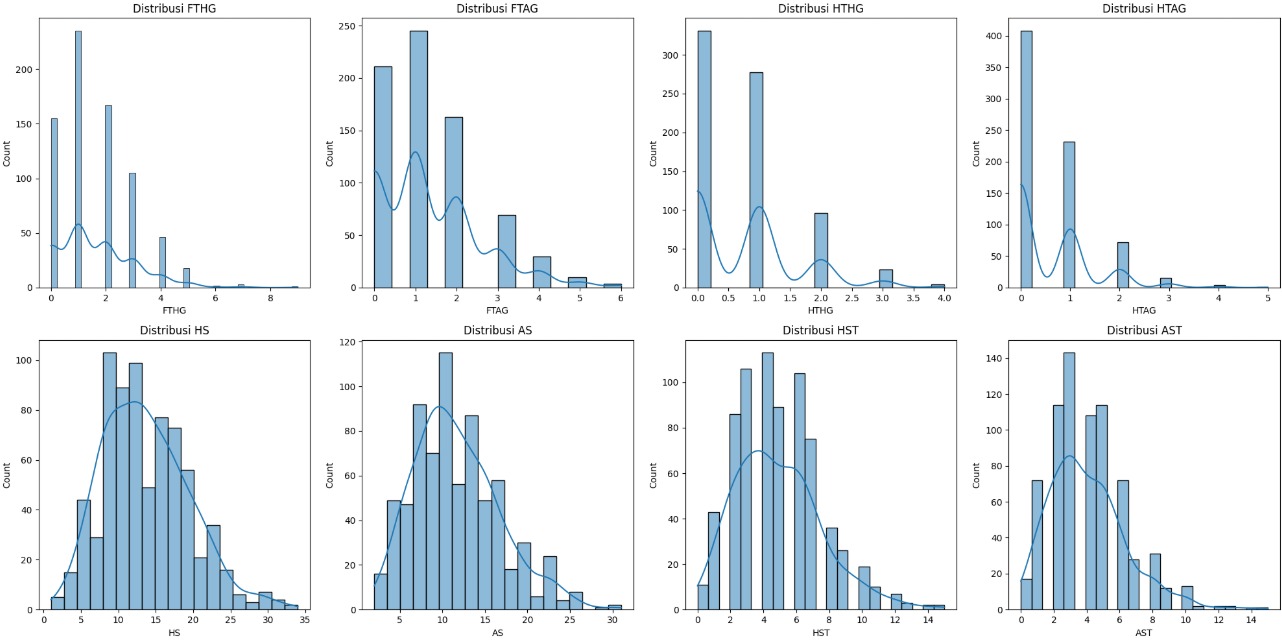 Distribusi FTHG
Count
200
150
100
50
0
0 2 4 6 8
FTHG
Distribusi FTAG
Count
250
200
150
100
50
0
0 1 2 3 4 5 6
FTAG
Distribusi HTHG
Count
300
250
200
150
100
50
0
0.0 0.5 1.0 1.5 2.0 2.5 3.0 3.5 4.0
HTHG
Distribusi HTAG
Count
400
350
300
250
200
150
100
50
0
0 1 2 3 4 5
HTAG
Distribusi HS
Count
100
80
60
40
20
0
0 5 10 15 20 25 30 35
HS
Distribusi AS
Count
120
100
80
60
40
20
0
5 10 15 20 25 30
AS
Distribusi HST
Count
100
80
60
40
20
0
0 2 4 6 8 10 12 14
HST
Distribusi AST
Count
140
120
100
80
60
40
20
0
0 2 4 6 8 10 12 14
AST